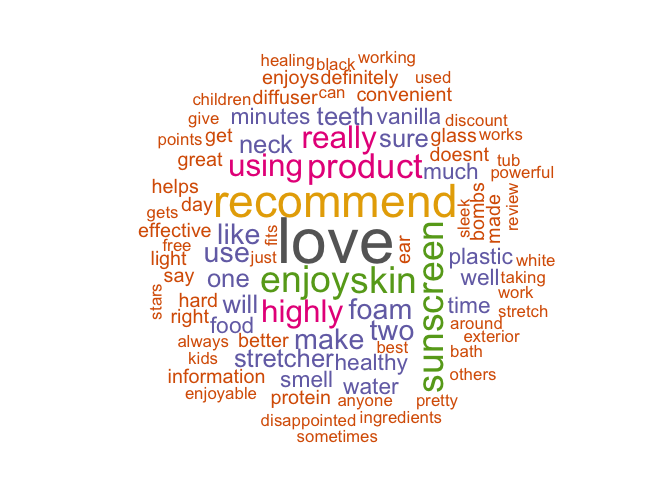 healing black working
enjoys definitely used
children diffuser can convenient
give minutes teeth vanilla discount
points get neck really sure glass works
great using product much doesnt tub
powerful
helps recommend sleek bombs made review
gets day
effective like fits love ear sunscreen
free use just plastic white
light enjoy skin well taking
say one
stars hard will highly foam time work
right food make two around stretch
always better best exterior
kids stretcher healthy bath
information smell water others
enjoyable protein anyone pretty
disappointed ingredients
sometimes